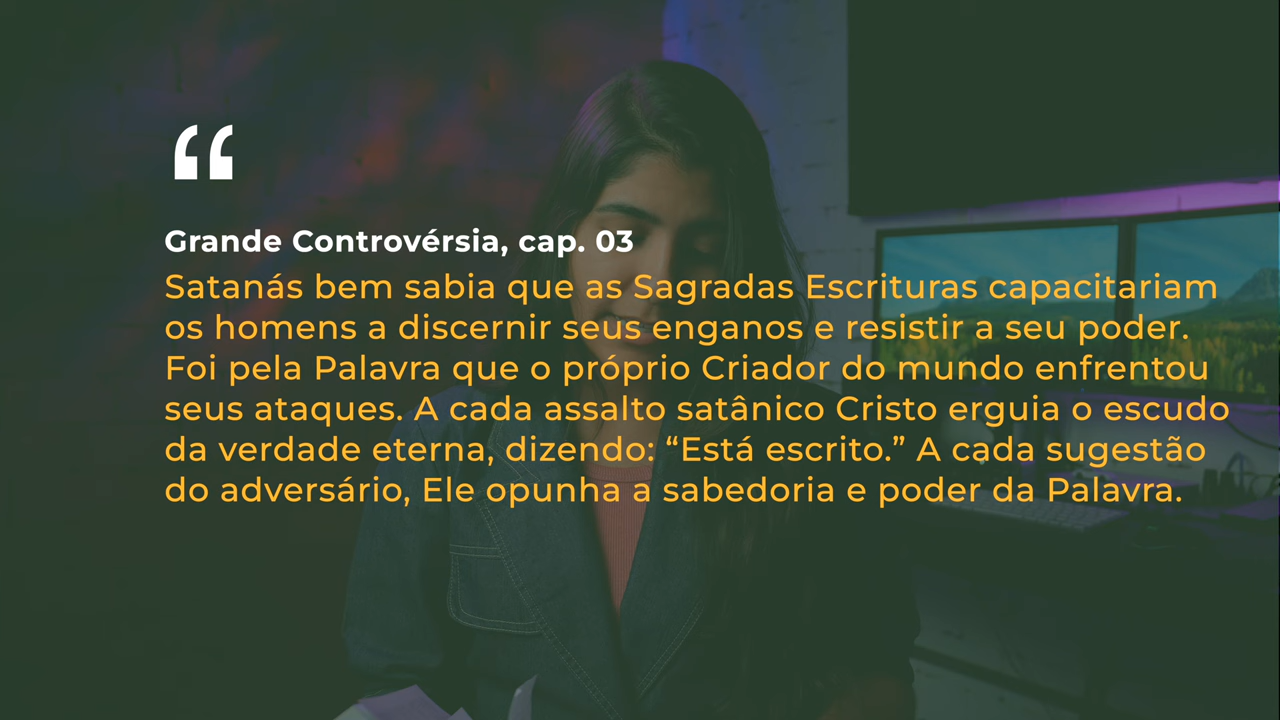 “
Grande Controvérsia, cap. 03
Satanás bem sabia que as Sagradas Escrituras capacitariam
os homens a discernir seus enganos e resistir a seu poder.
Foi pela Palavra que o próprio Criador do mundo enfrentou
seus ataques. A cada assalto satânico Cristo erguia o escudo
da verdade eterna, dizendo: “Está escrito.” A cada sugestão
do adversário, Ele opunha a sabedoria e poder da Palavra.